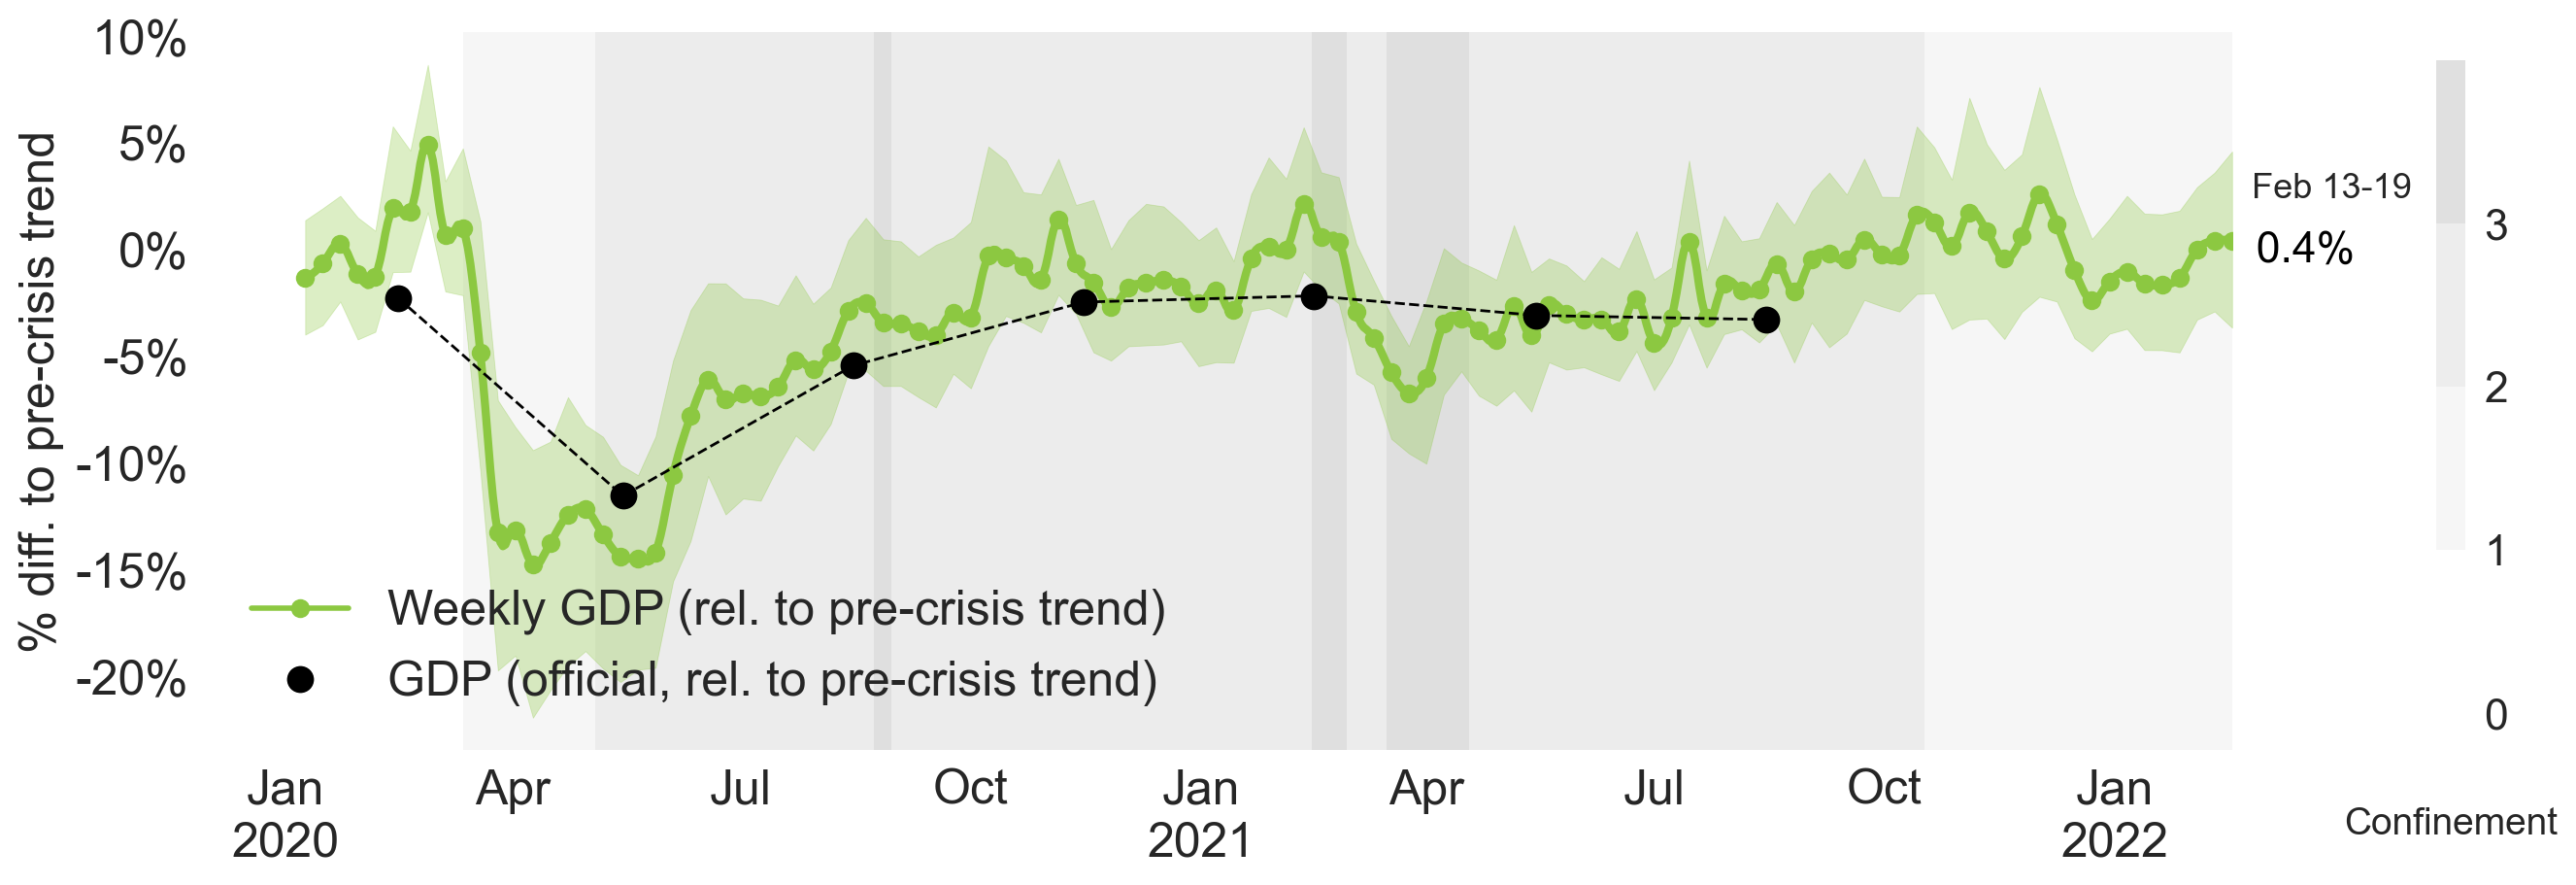 % diff. to pre-crisis trend
10%
5%
0%
-5%
-10%
-15%
-20%
Weekly GDP (rel. to pre-crisis trend)
GDP (official, rel. to pre-crisis trend)
Jan Apr Jul Oct Jan Apr Jul Oct Jan
2020 2021 2022
Feb 13-19
0.4%
3
2
1
0
Confinement